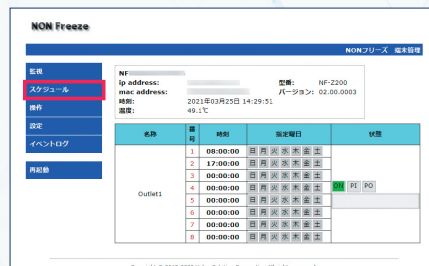 NON Freeze
NONフリーズ 端末管理
監視
スケジュール
操作
設定
イベントログ
再起動
NF
ip address:
mac address:
時刻: 2021年03月25日 14:29:51
温度: 49.1℃
型番: NF-Z200
バージョン: 02.00.0003
名称 番号 時刻 指定曜日 状態
Outlet1
1 08:00:00 日 月 火 水 木 金 土
2 17:00:00 日 月 火 水 木 金 土
3 00:00:00 日 月 火 水 木 金 土
4 00:00:00 日 月 火 水 木 金 土
5 00:00:00 日 月 火 水 木 金 土
6 00:00:00 日 月 火 水 木 金 土
7 00:00:00 日 月 火 水 木 金 土
8 00:00:00 日 月 火 水 木 金 土
ON PI PO